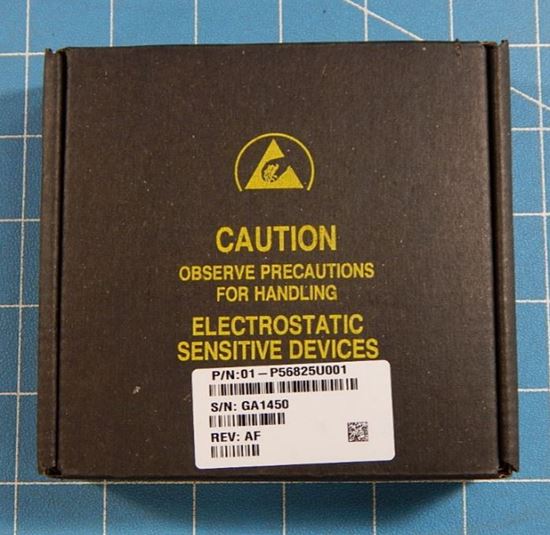 CAUTION
OBSERVE PRECAUTIONS
FOR HANDLING
ELECTROSTATIC
SENSITIVE DEVICES
P/N:01-P56825U001
S/N: GA1450
REV: AF